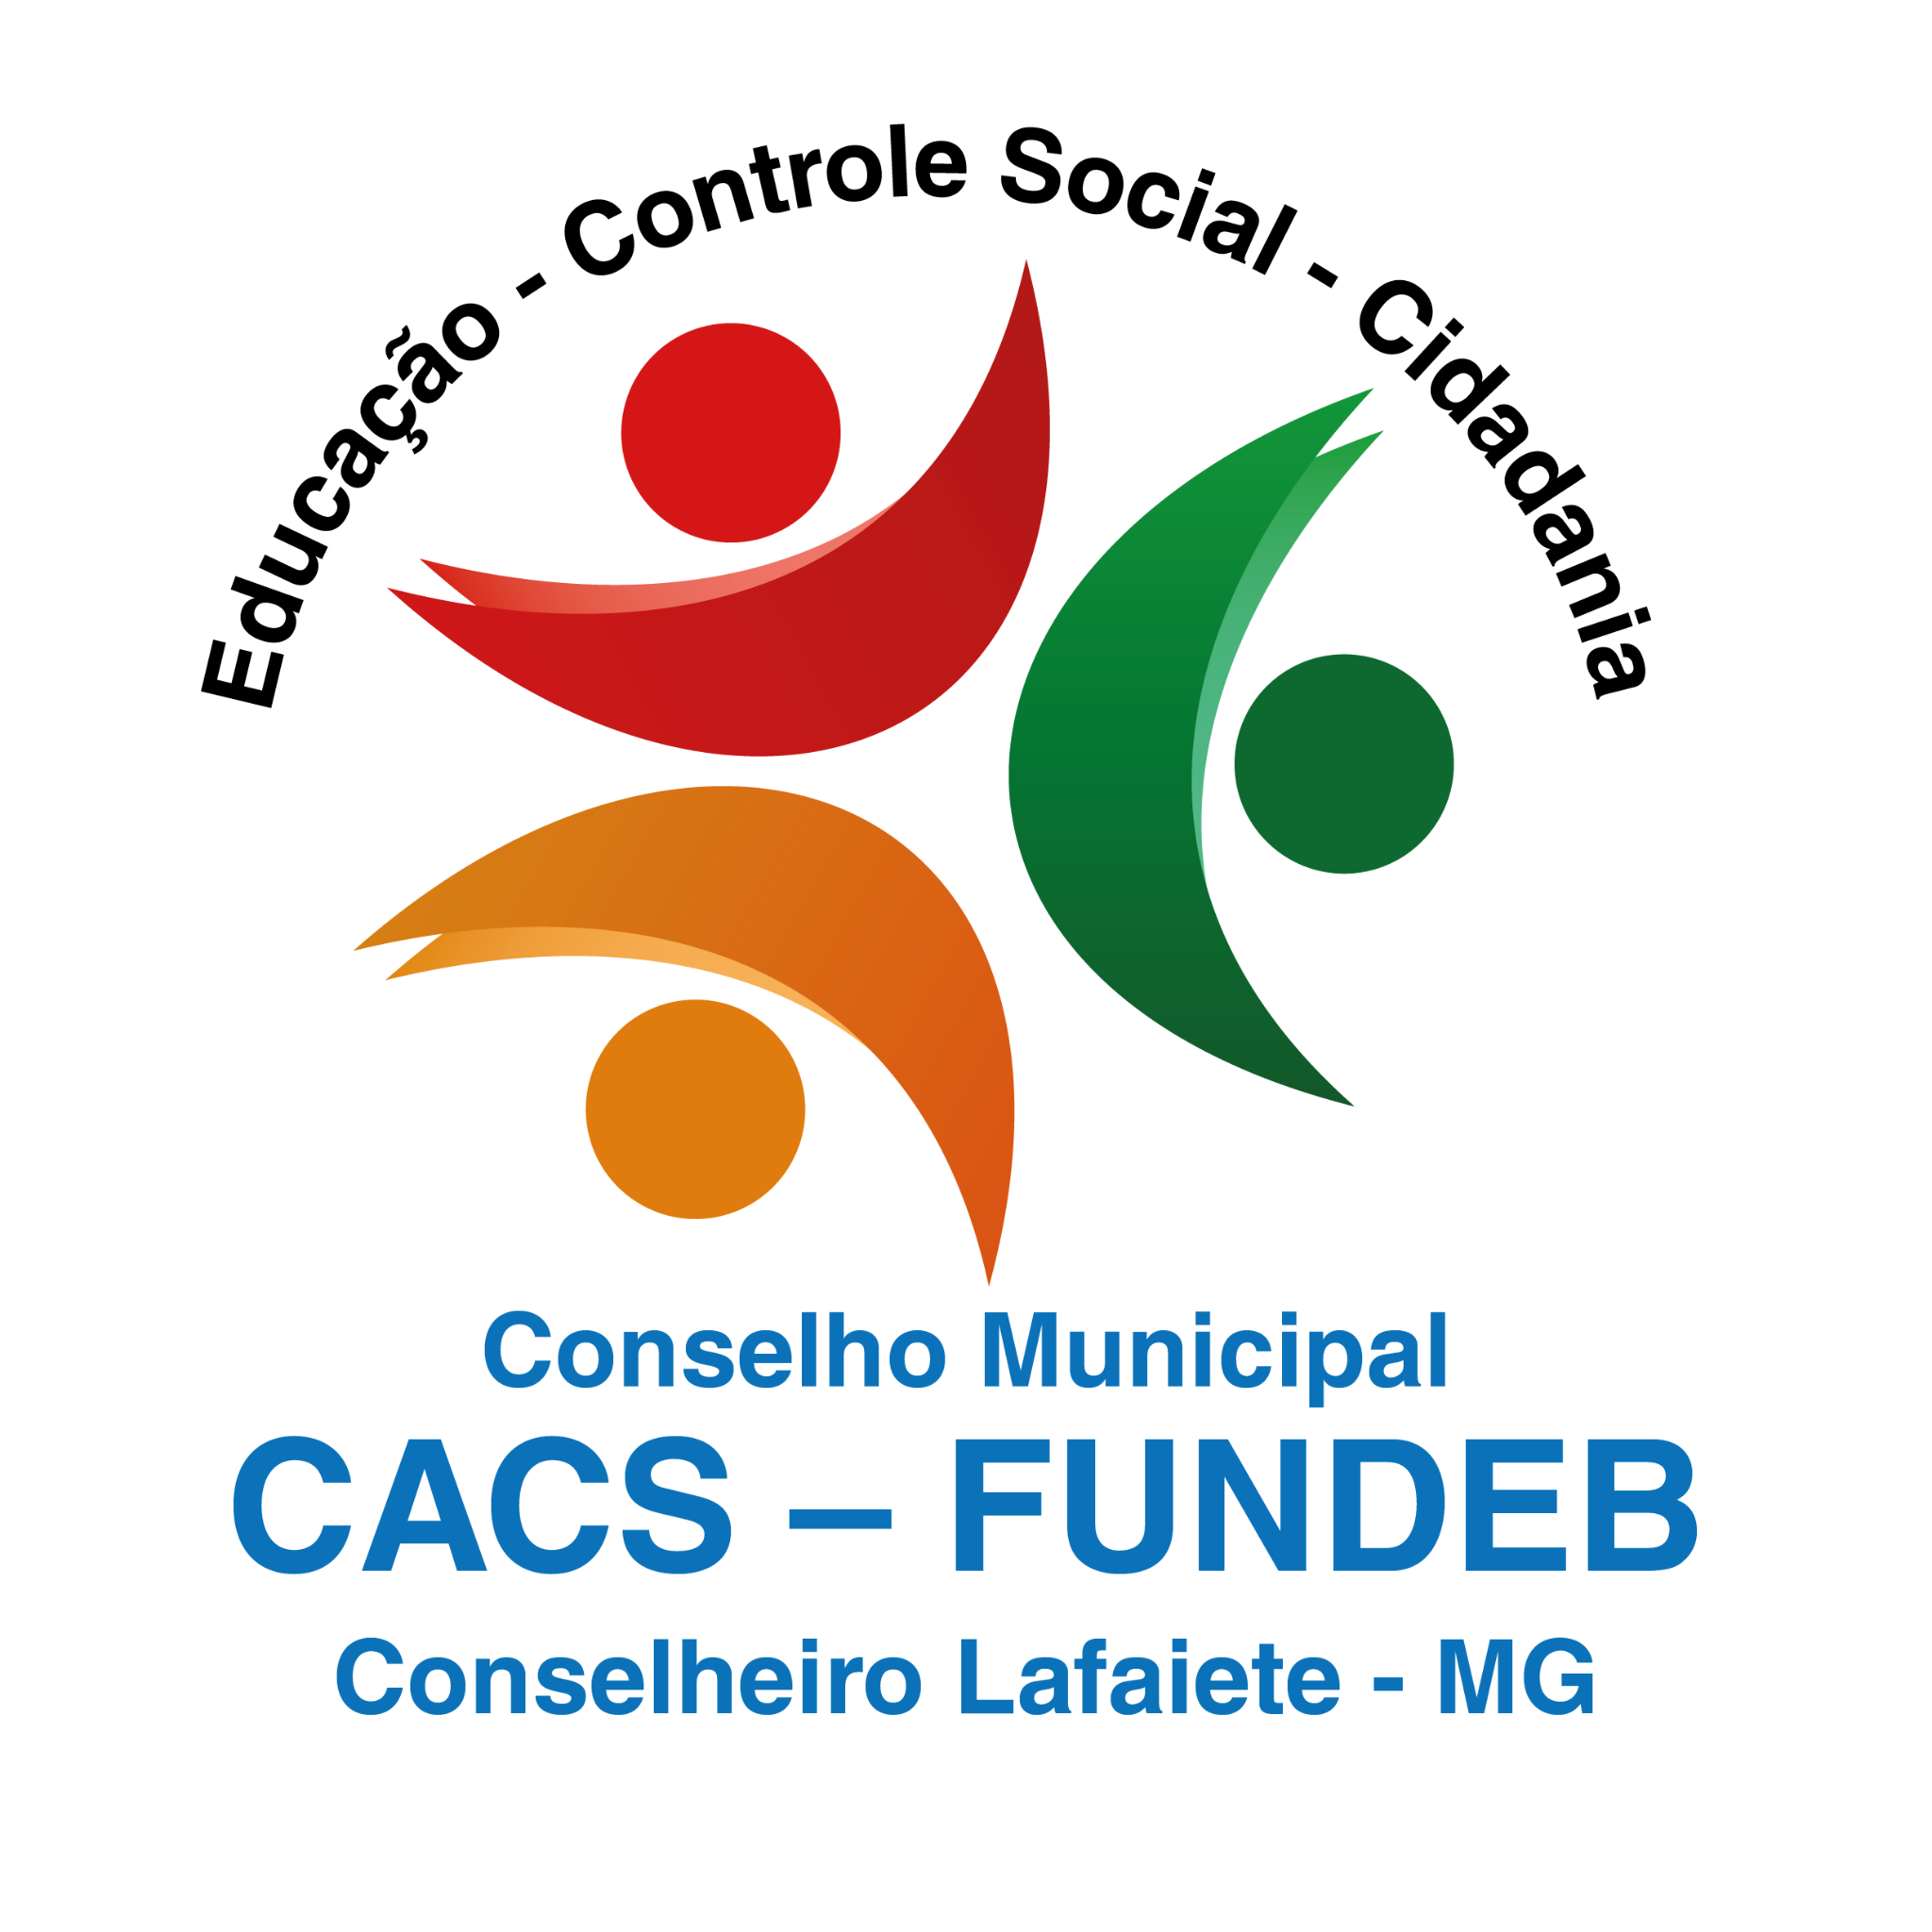 Educação - Controle Social - Cidadania
Conselho Municipal
CACS – FUNDEB
Conselheiro Lafaiete - MG